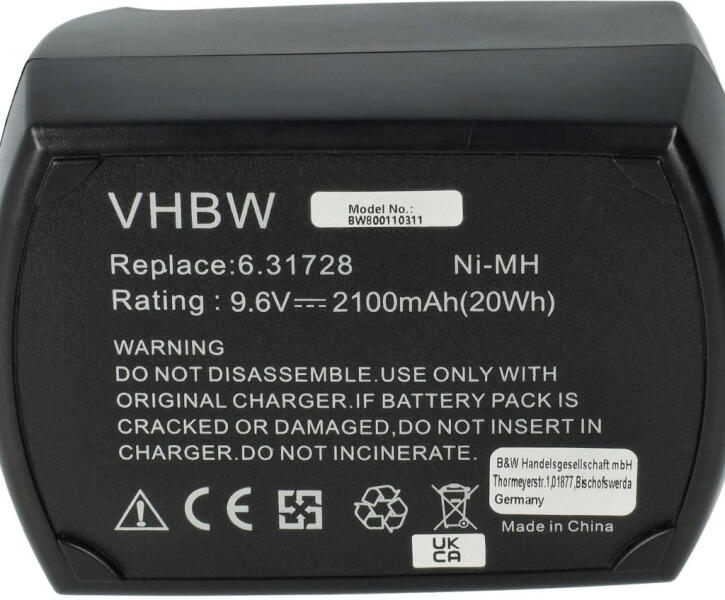 VHBW
Model No.:
BW800110311
Replace:6.31728 Ni-MH
Rating : 9.6V⎓2100mAh(20Wh)
WARNING
DO NOT DISASSEMBLE.USE ONLY WITH
ORIGINAL CHARGER.IF BATTERY PACK IS
CRACKED OR DAMAGED,DO NOT INSERT IN
CHARGER.DO NOT INCINERATE.
B&W Handelsgesellschaft mbH
Thormeyerstr.1,01877,Bischofswerda
Germany
CE
Made in China
UK
CA